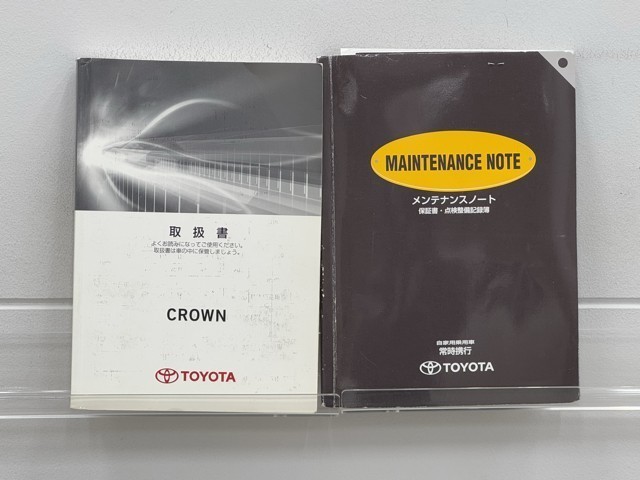 取扱書
よくお読みになってご使用ください。
取扱書は車の中に保管しましょう。
CROWN
TOYOTA
MAINTENANCE NOTE
メンテナンスノート
保証書・点検整備記録簿
自家用乗用車
常時携行
TOYOTA